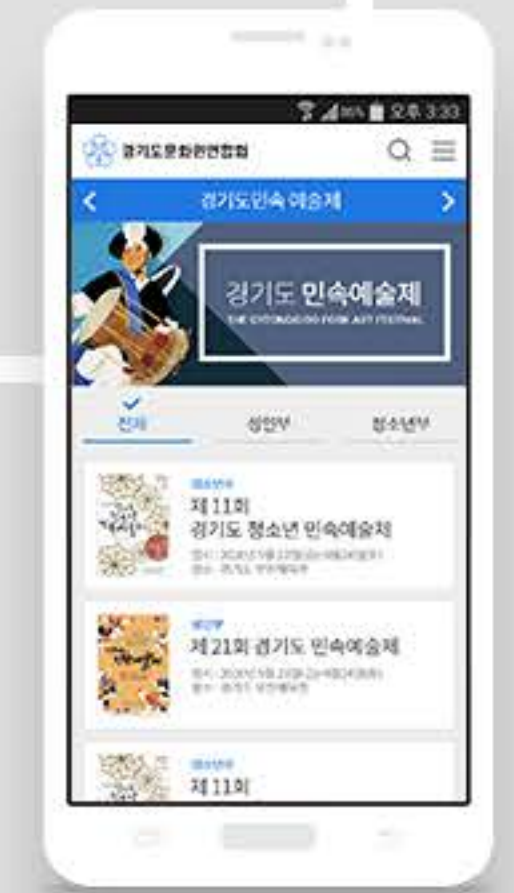 오후 3:33
경기도문화원연합회
경기도민속 예술제
경기도 민속예술제
THE GYEONGGIDO FOLK ART FESTIVAL
전체
성인부
청소년부
청소년부
제 11회
경기도 청소년 민속예술제
성인부
제 21회 경기도 민속예술제
청소년부
제 11회